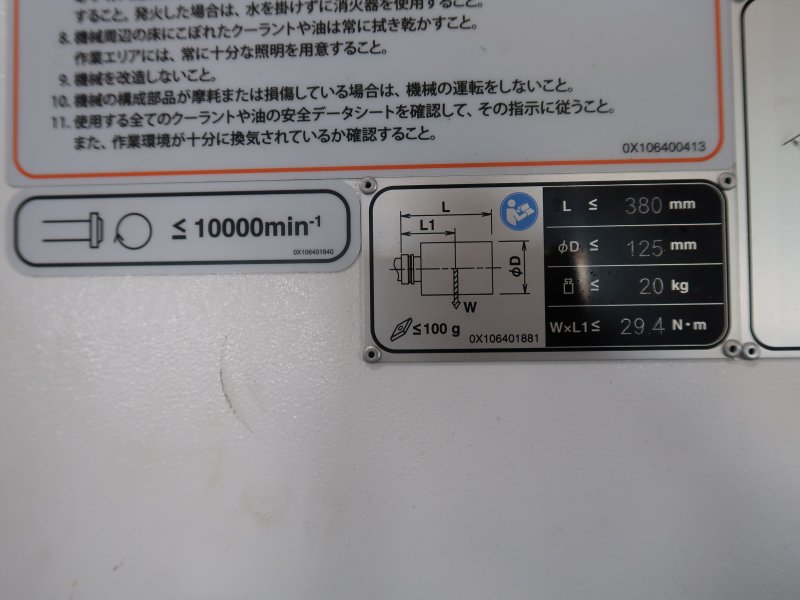 すること。発火した場合は、水を掛けずに消火器を使用すること。
8. 機械周辺の床にこぼれたクーラントや油は常に拭き乾かすこと。
作業エリアには、常に十分な照明を用意すること。
9. 機械を改造しないこと。
10. 機械の構成部品が摩耗または損傷している場合は、機械の運転をしないこと。
11. 使用する全てのクーラントや油の安全データシートを確認して、その指示に従うこと。
また、作業環境が十分に換気されているか確認すること。
0X106400413
≤ 10000min-1
0X106401840
L
L1
φD
W
≤100 g
0X106401881
L ≤ 380 mm
φD ≤ 125 mm
≤ 20 kg
W×L1≤ 29.4 N・m